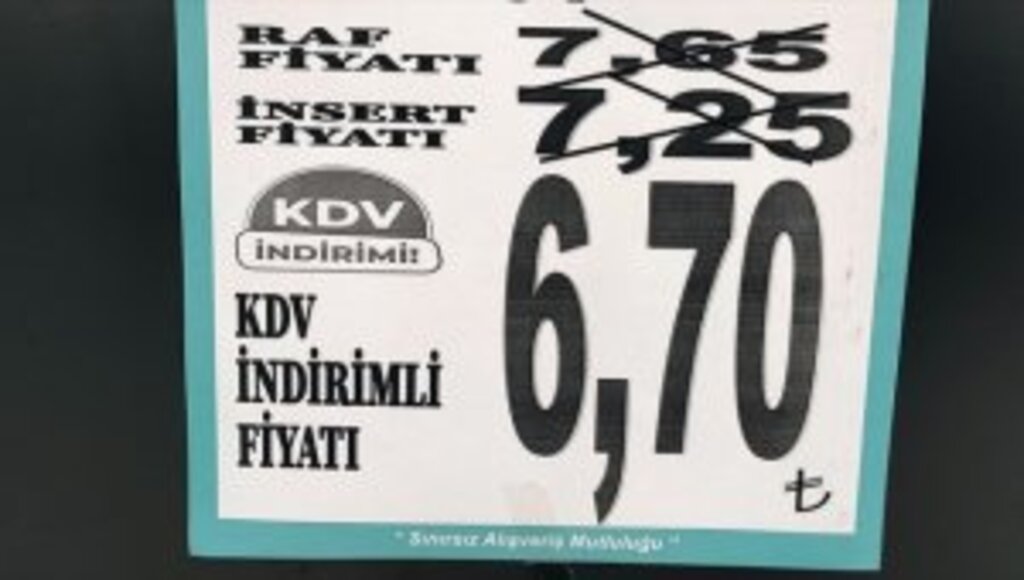 RAF
FİYATI
7,65
İNSERT
FİYATI
7,25
KDV
İNDİRİMİ!
KDV
İNDİRİMLİ
FİYATI
6,70
₺
" Sınırsız Alışveriş Mutluluğu "